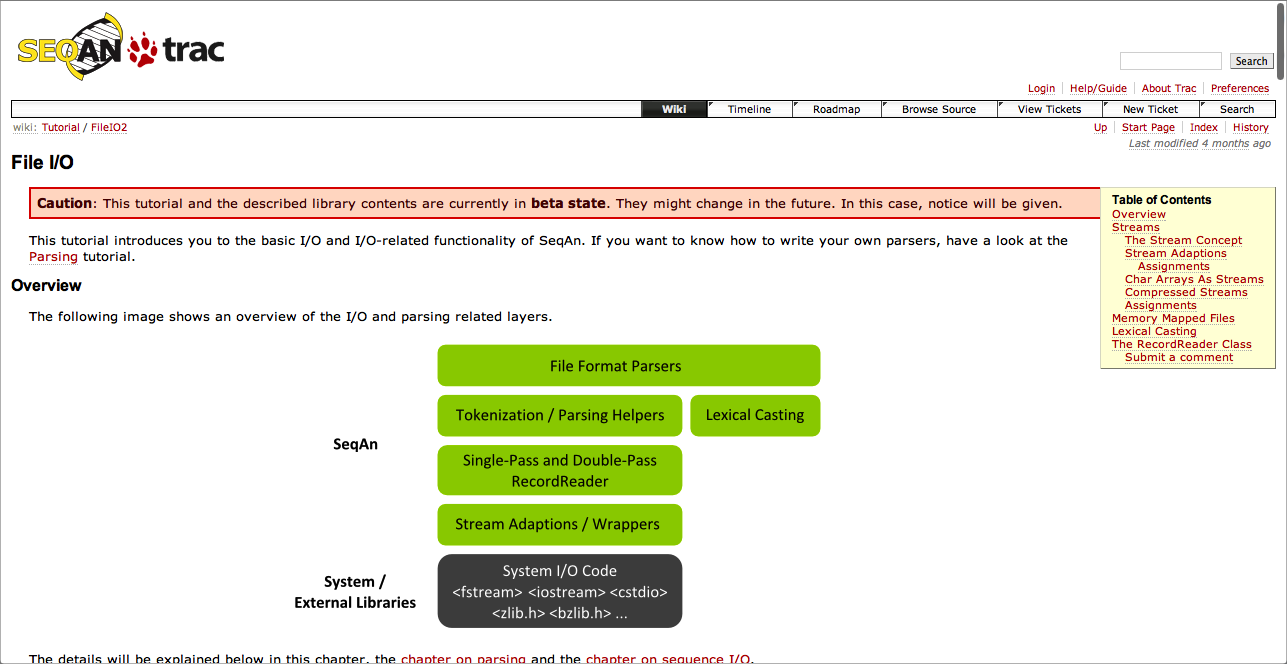 SEQAN trac
Search
Login Help/Guide About Trac Preferences
Wiki Timeline Roadmap Browse Source View Tickets New Ticket Search
wiki: Tutorial / FileIO2
Up Start Page Index History
Last modified 4 months ago
File I/O
Caution: This tutorial and the described library contents are currently in beta state. They might change in the future. In this case, notice will be given.
This tutorial introduces you to the basic I/O and I/O-related functionality of SeqAn. If you want to know how to write your own parsers, have a look at the
Parsing tutorial.
Table of Contents
Overview
Streams
The Stream Concept
Stream Adaptions
Assignments
Char Arrays As Streams
Compressed Streams
Assignments
Memory Mapped Files
Lexical Casting
The RecordReader Class
Submit a comment
Overview
The following image shows an overview of the I/O and parsing related layers.
File Format Parsers
Tokenization / Parsing Helpers
Lexical Casting
SeqAn
Single-Pass and Double-Pass
RecordReader
Stream Adaptions / Wrappers
System /
External Libraries
System I/O Code
<fstream> <iostream> <cstdio>
<zlib.h> <bzlib.h> ...
The details will be explained below in this chapter, the chapter on parsing and the chapter on sequence I/O.